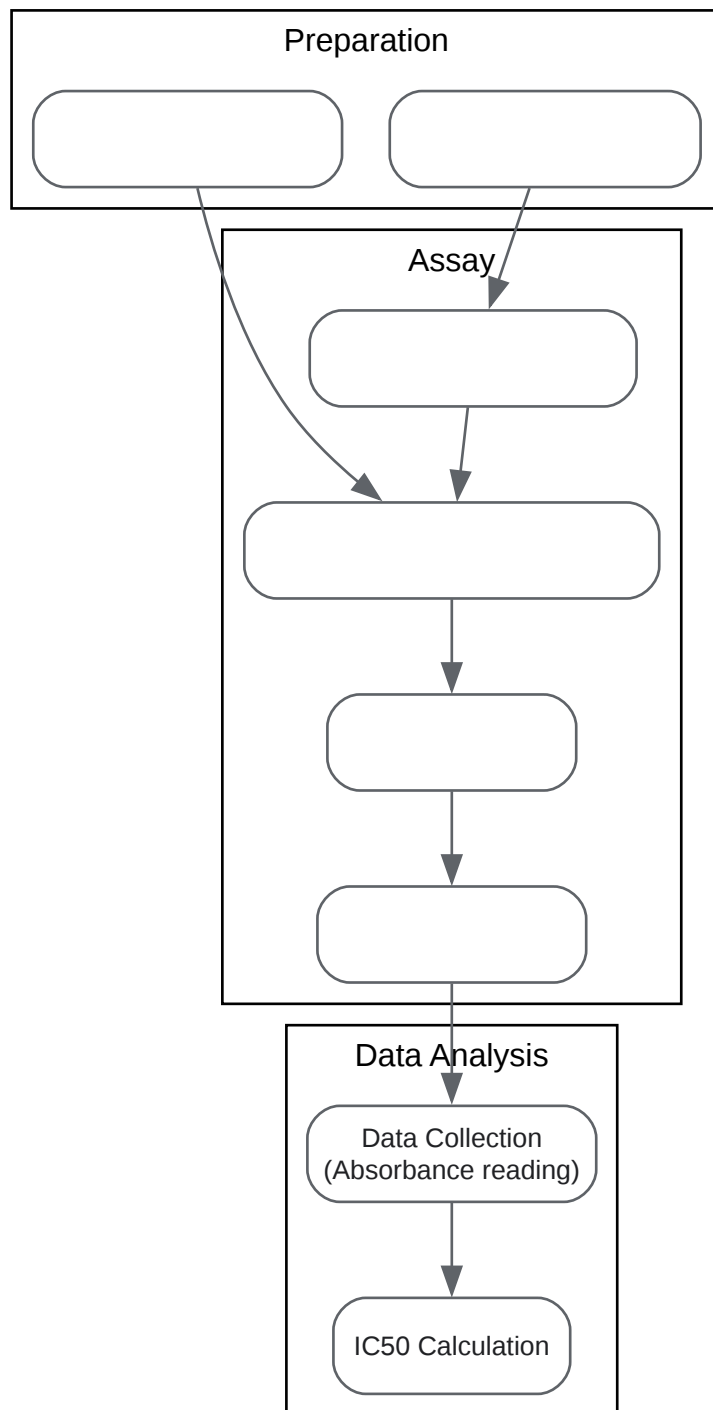 Preparation
Assay
Data Analysis
Data Collection
(Absorbance reading)
IC50 Calculation